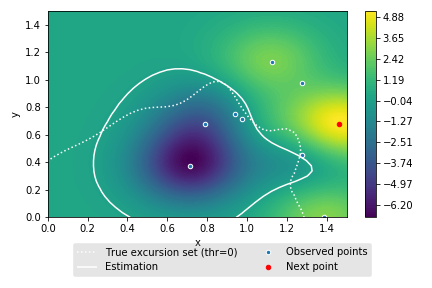 1.4
1.2
1.0
0.8
0.6
0.4
0.2
0.0
y
0.0 0.2 0.4 0.6 0.8 1.0 1.2 1.4
x
4.88
3.65
2.42
1.19
−0.04
−1.27
−2.51
−3.74
−4.97
−6.20
True excursion set (thr=0)
Estimation
Observed points
Next point